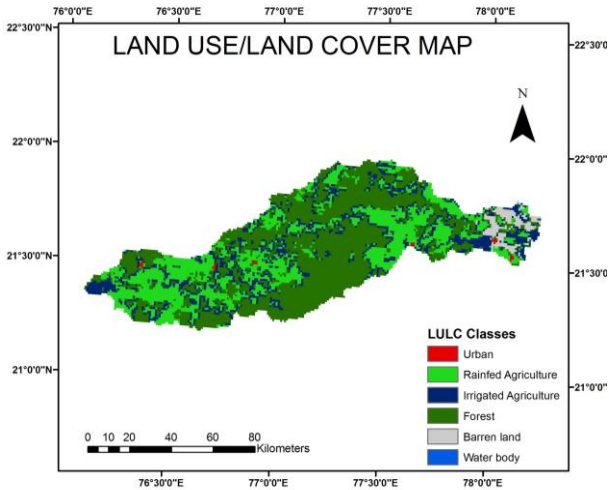 76°0'0"E 76°30'0"E 77°0'0"E 77°30'0"E 78°0'0"E
22°30'0"N
LAND USE/LAND COVER MAP
N
22°0'0"N
22°0'0"N
21°30'0"N
21°30'0"N
21°0'0"N
21°0'0"N
LULC Classes
Urban
Rainfed Agriculture
Irrigated Agriculture
Forest
Barren land
Water body
0 10 20 40 60 80
Kilometers
76°30'0"E 77°0'0"E 77°30'0"E 78°0'0"E